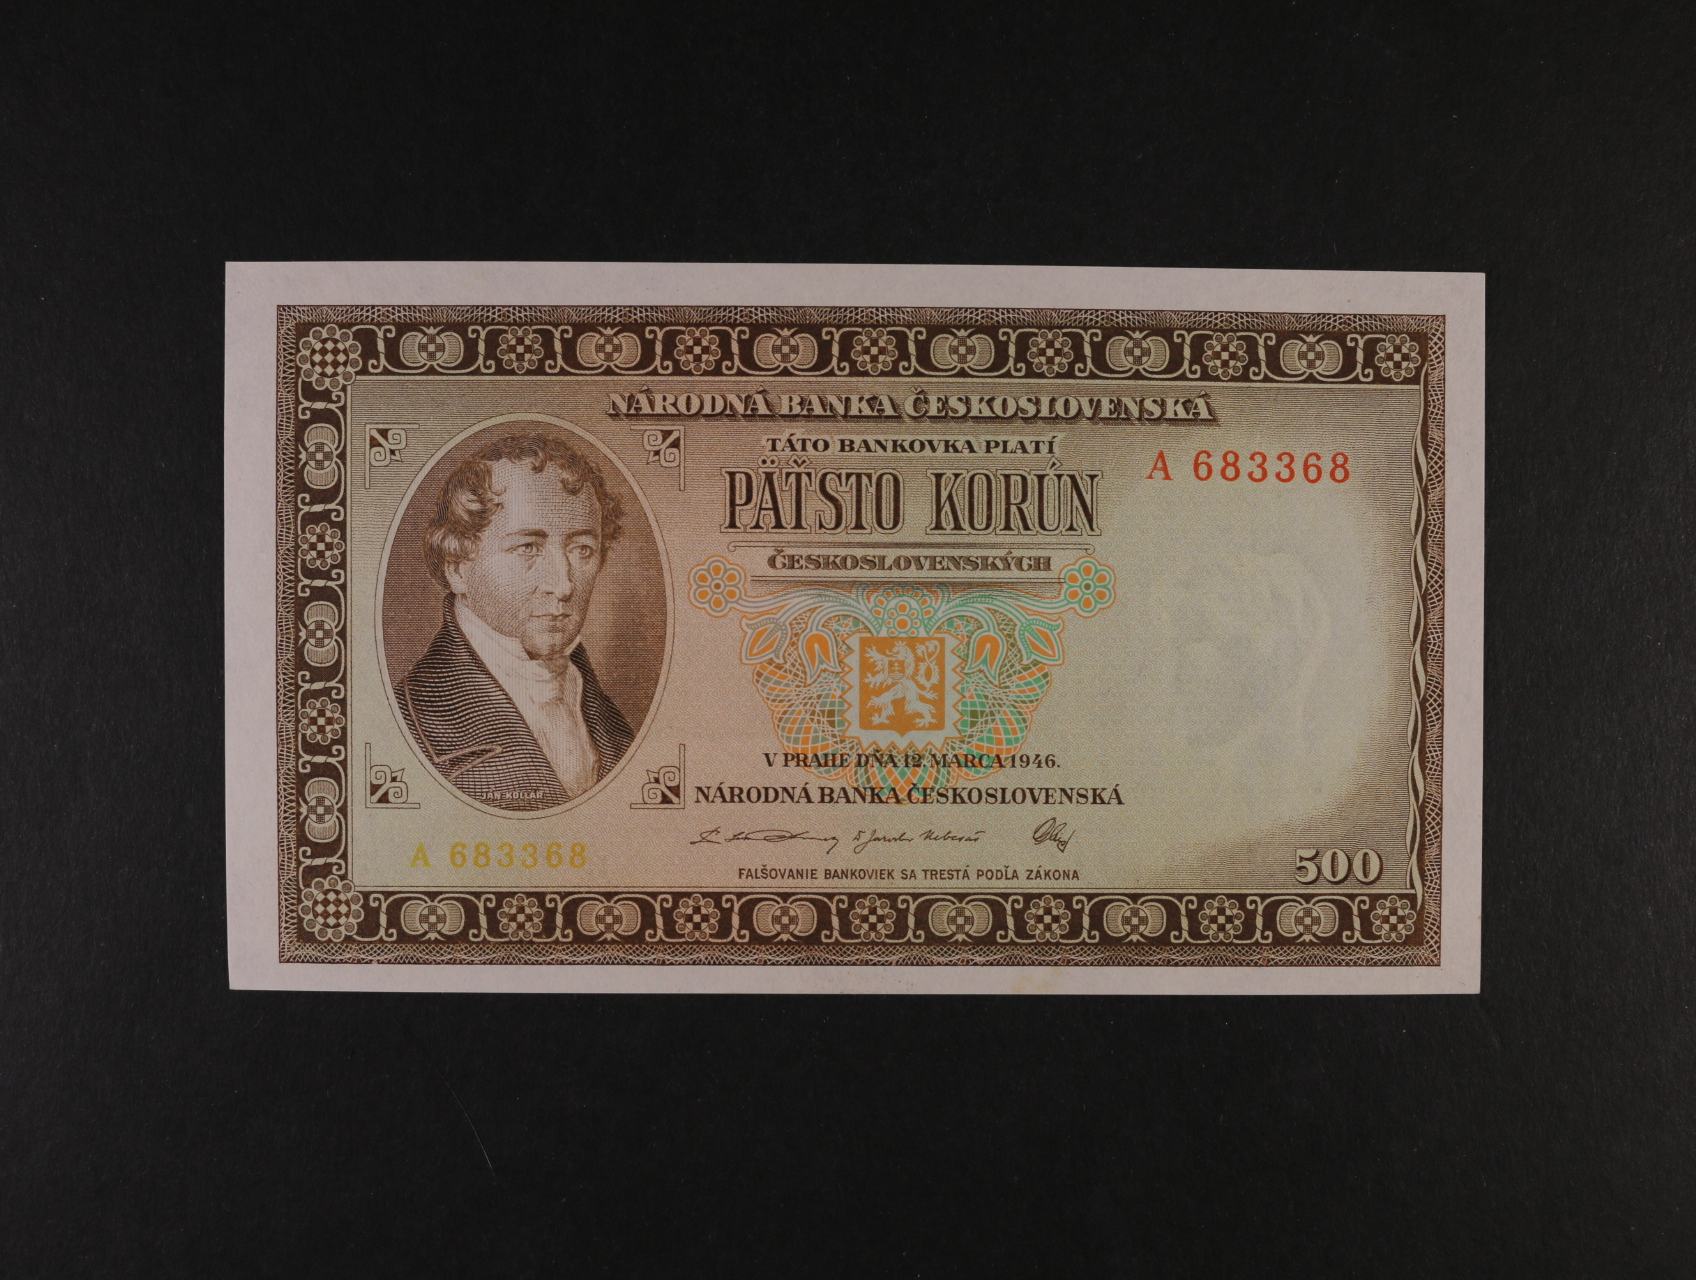 NÁRODNÁ BANKA ČESKOSLOVENSKÁ
TÁTO BANKOVKA PLATÍ
PÄŤSTO KORÚN
ČESKOSLOVENSKÝCH
A 683368
JÁN KOLLÁR
V PRAHE DŇA 12. MARCA 1946.
NÁRODNÁ BANKA ČESKOSLOVENSKÁ
A 683368
FALŠOVANIE BANKOVIEK SA TRESTÁ PODĽA ZÁKONA
500